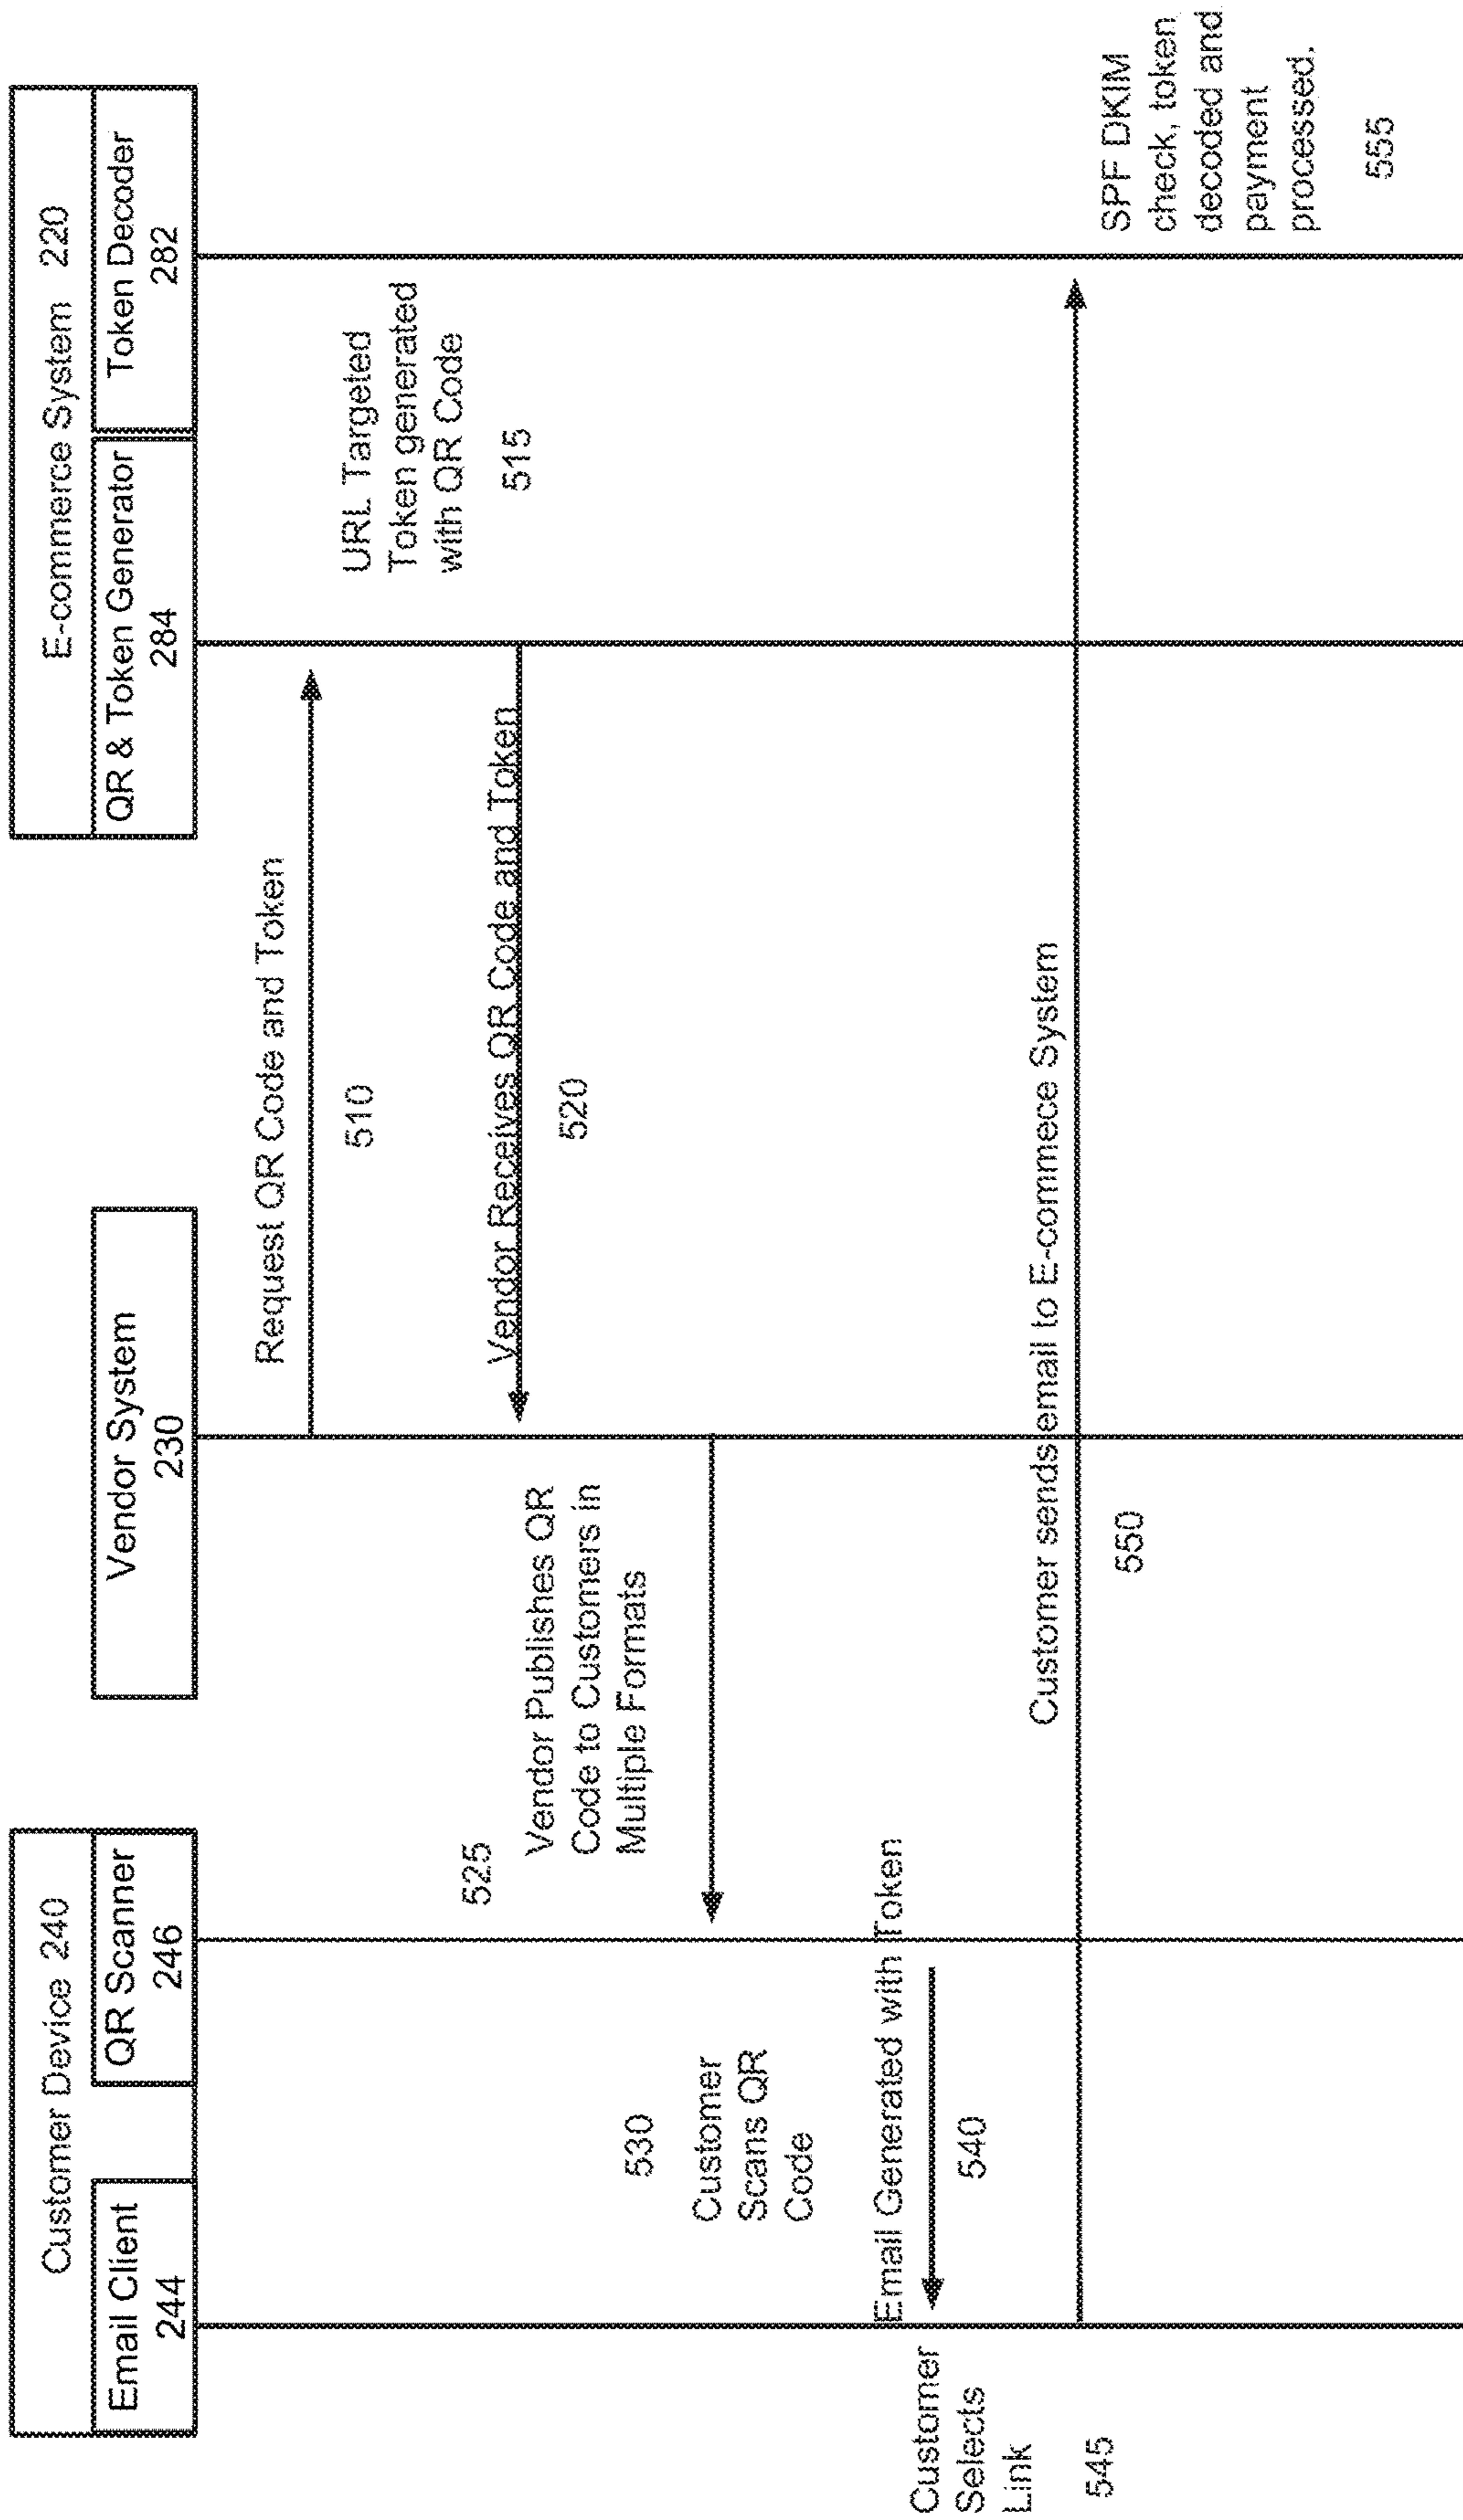 Customer Device 240
Email Client
244
QR Scanner
246
Vendor System
230
E-commerce System 220
QR & Token Generator
284
Token Decoder
282
Request QR Code and Token
510
URL Targeted
Token generated
with QR Code
515
Vendor Receives QR Code and Token
520
525
Vendor Publishes QR
Code to Customers in
Multiple Formats
530
Customer
Scans QR
Code
Email Generated with Token
540
Customer
Selects
Link
545
Customer sends email to E-commece System
550
SPF DKIM
check, token
decoded and
payment
processed.
555